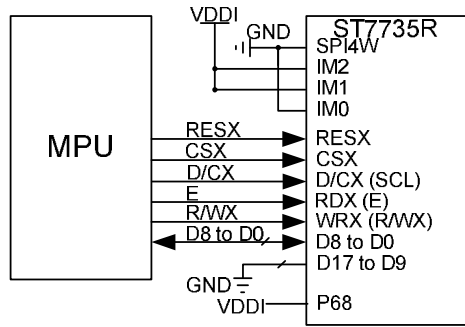 VDDI
GND
ST7735R
SPI4W
IM2
IM1
IM0
MPU
RESX
RESX
CSX
CSX
D/CX
D/CX (SCL)
E
RDX (E)
R/WX
WRX (R/WX)
D8 to D0
D8 to D0
D17 to D9
GND
VDDI
P68